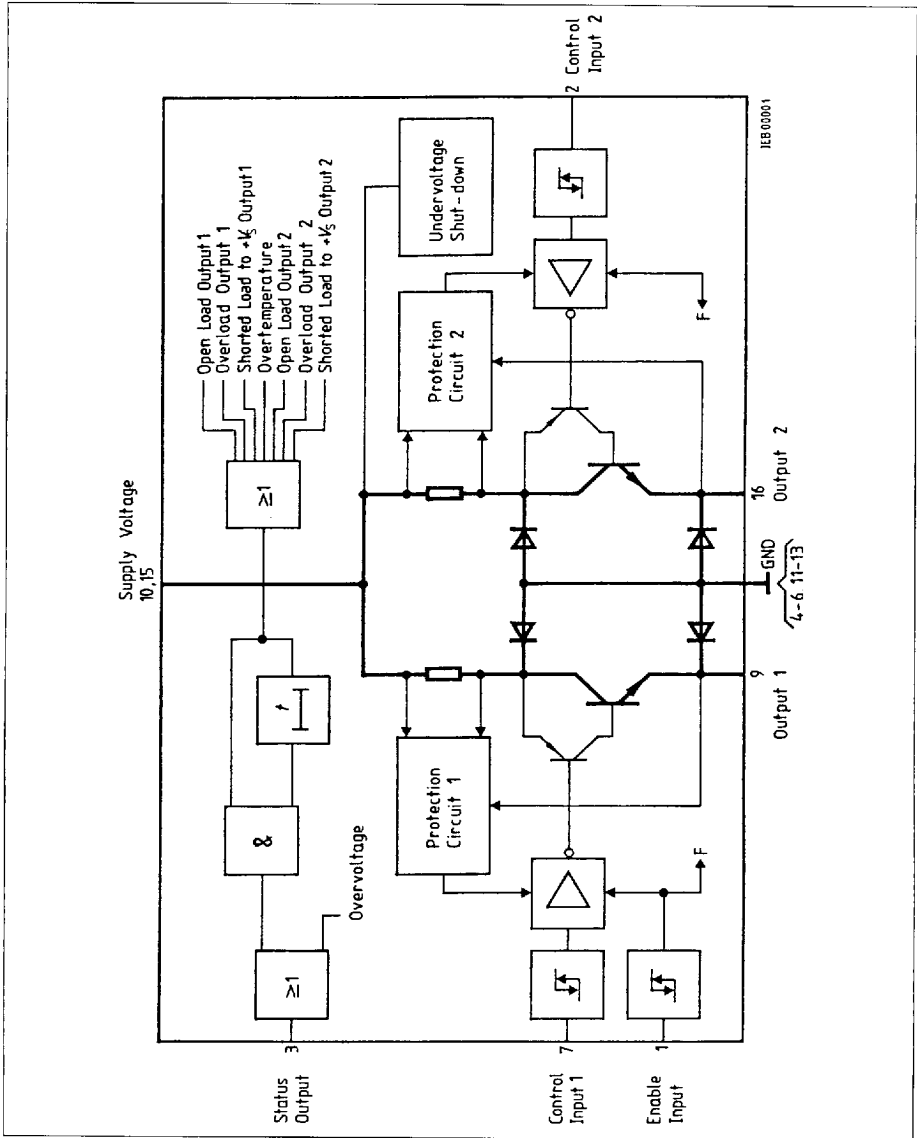 Supply Voltage
10,15
Open Load Output 1
Overload Output 1
Shorted Load to +Vs Output 1
Overtemperature
Open Load Output 2
Overload Output 2
Shorted Load to +Vs Output 2
≥1
t
&
≥1
Overvoltage
3
Status
Output
Undervoltage
Shut-down
Protection
Circuit 1
Protection
Circuit 2
7
Control
Input 1
1
Enable
Input
F
F
2 Control
Input 2
9
Output 1
GND
4-6 11-13
16
Output 2
IEB00001